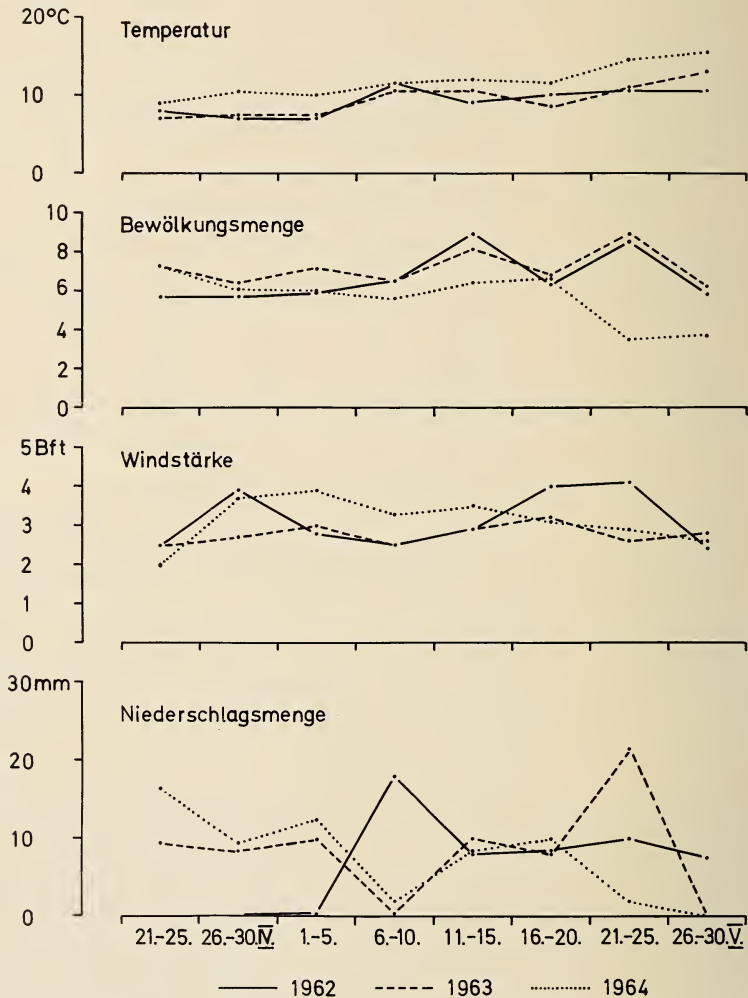 20°C
Temperatur
10
0
10
Bewölkungsmenge
8
6
4
2
0
5 Bft
Windstärke
4
3
2
1
0
30mm
Niederschlagsmenge
20
10
0
21.-25. 26.-30.IV. 1.-5. 6.-10. 11.-15. 16.-20. 21.-25. 26.-30.V.
1962 1963 1964